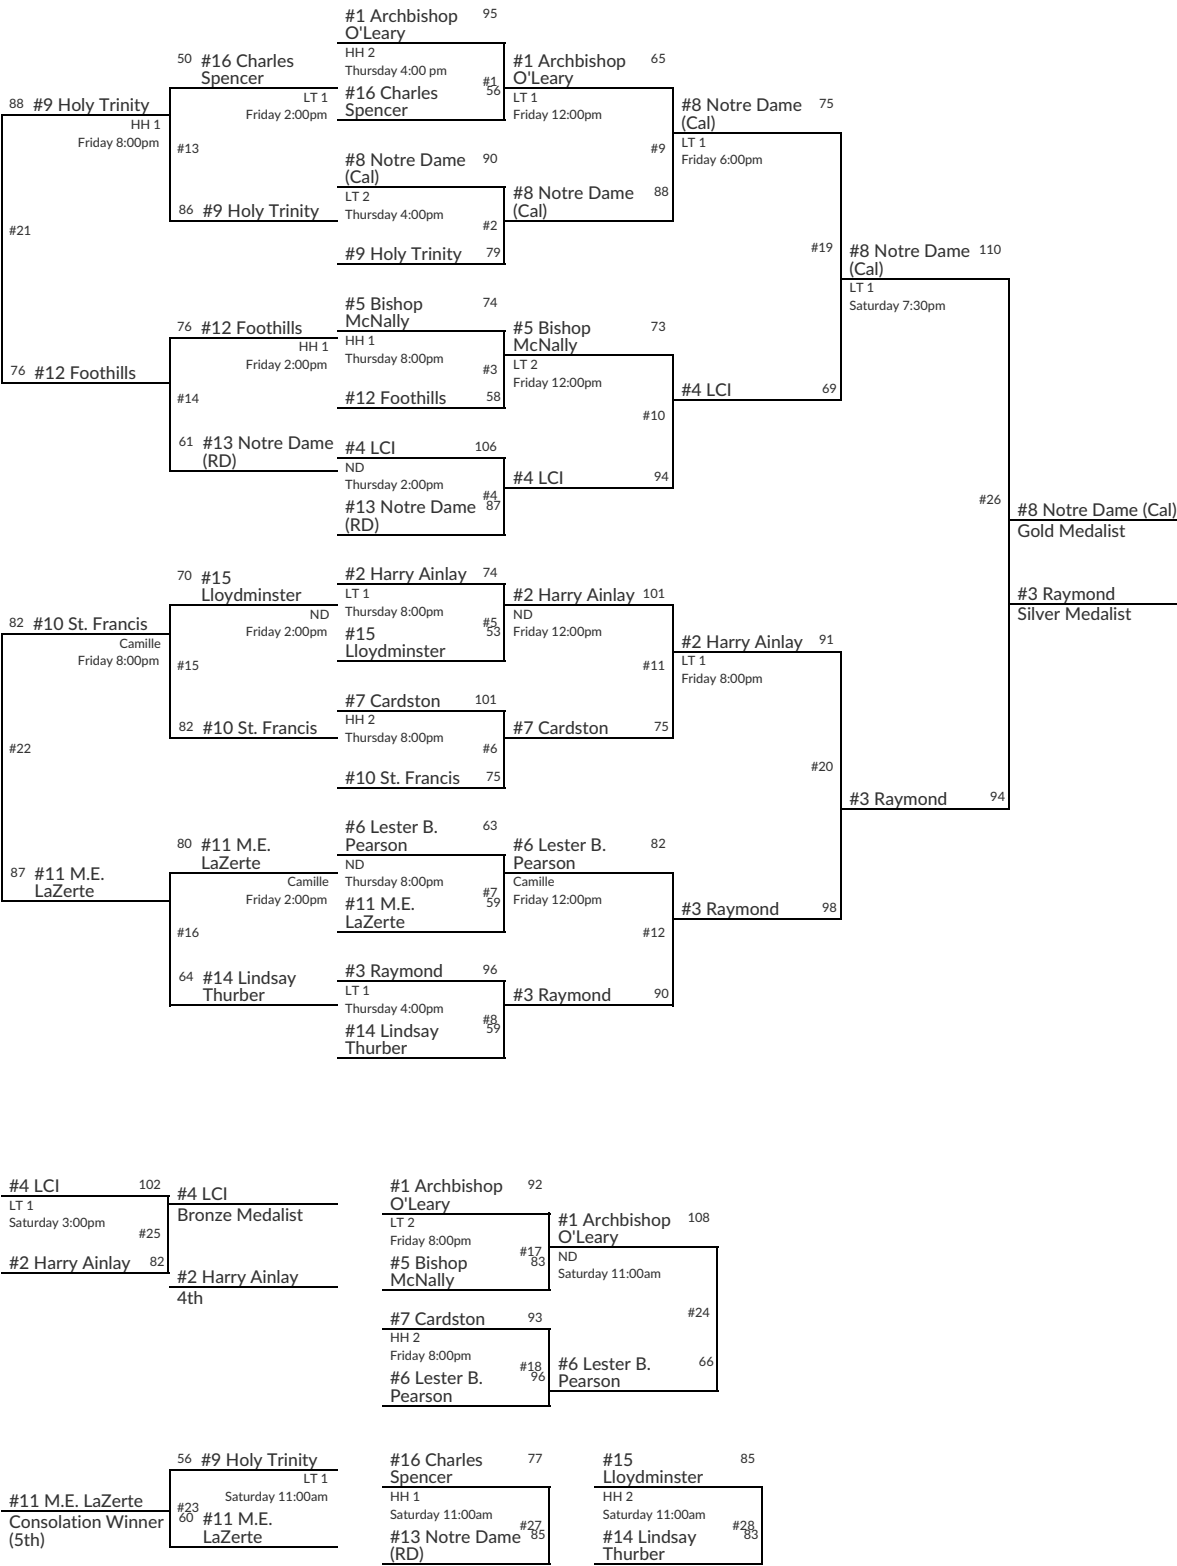 #1 Archbishop 95
O'Leary
HH 2
Thursday 4:00 pm
#1
#16 Charles 56
Spencer
#8 Notre Dame 90
(Cal)
LT 2
Thursday 4:00pm
#2
#9 Holy Trinity 79
#5 Bishop 74
McNally
HH 1
Thursday 8:00pm
#3
#12 Foothills 58
#4 LCI 106
ND
Thursday 2:00pm
#4
#13 Notre Dame 87
(RD)
#2 Harry Ainlay 74
LT 1
Thursday 8:00pm
#5
#15 53
Lloydminster
#7 Cardston 101
HH 2
Thursday 8:00pm
#6
#10 St. Francis 75
#6 Lester B. 63
Pearson
ND
Thursday 8:00pm
#7
#11 M.E. 59
LaZerte
#3 Raymond 96
LT 1
Thursday 4:00pm
#8
#14 Lindsay 59
Thurber
50 #16 Charles
Spencer
LT 1
Friday 2:00pm
#13
86 #9 Holy Trinity
76 #12 Foothills
HH 1
Friday 2:00pm
#14
61 #13 Notre Dame
(RD)
70 #15
Lloydminster
ND
Friday 2:00pm
#15
82 #10 St. Francis
80 #11 M.E.
LaZerte
Camille
Friday 2:00pm
#16
64 #14 Lindsay
Thurber
88 #9 Holy Trinity
HH 1
Friday 8:00pm
#21
76 #12 Foothills
82 #10 St. Francis
Camille
Friday 8:00pm
#22
87 #11 M.E.
LaZerte
#1 Archbishop 65
O'Leary
LT 1
Friday 12:00pm
#9
#8 Notre Dame 88
(Cal)
#5 Bishop 73
McNally
LT 2
Friday 12:00pm
#10
#4 LCI 94
#2 Harry Ainlay 101
ND
Friday 12:00pm
#11
#7 Cardston 75
#6 Lester B. 82
Pearson
Camille
Friday 12:00pm
#12
#3 Raymond 90
#8 Notre Dame 75
(Cal)
LT 1
Friday 6:00pm
#19
#4 LCI 69
#2 Harry Ainlay 91
LT 1
Friday 8:00pm
#20
#3 Raymond 98
#8 Notre Dame 110
(Cal)
LT 1
Saturday 7:30pm
#26
#3 Raymond 94
#8 Notre Dame (Cal)
Gold Medalist
#3 Raymond
Silver Medalist
#4 LCI 102
LT 1
Saturday 3:00pm
#25
#2 Harry Ainlay 82
#4 LCI
Bronze Medalist
#2 Harry Ainlay
4th
#1 Archbishop 92
O'Leary
LT 2
Friday 8:00pm
#17
#5 Bishop 83
McNally
#7 Cardston 93
HH 2
Friday 8:00pm
#18
#6 Lester B. 96
Pearson
#1 Archbishop 108
O'Leary
ND
Saturday 11:00am
#24
#6 Lester B. 66
Pearson
56 #9 Holy Trinity
LT 1
Saturday 11:00am
#23
60 #11 M.E.
LaZerte
#11 M.E. LaZerte
Consolation Winner
(5th)
#16 Charles 77
Spencer
HH 1
Saturday 11:00am
#27
#13 Notre Dame 85
(RD)
#15 85
Lloydminster
HH 2
Saturday 11:00am
#28
#14 Lindsay 83
Thurber